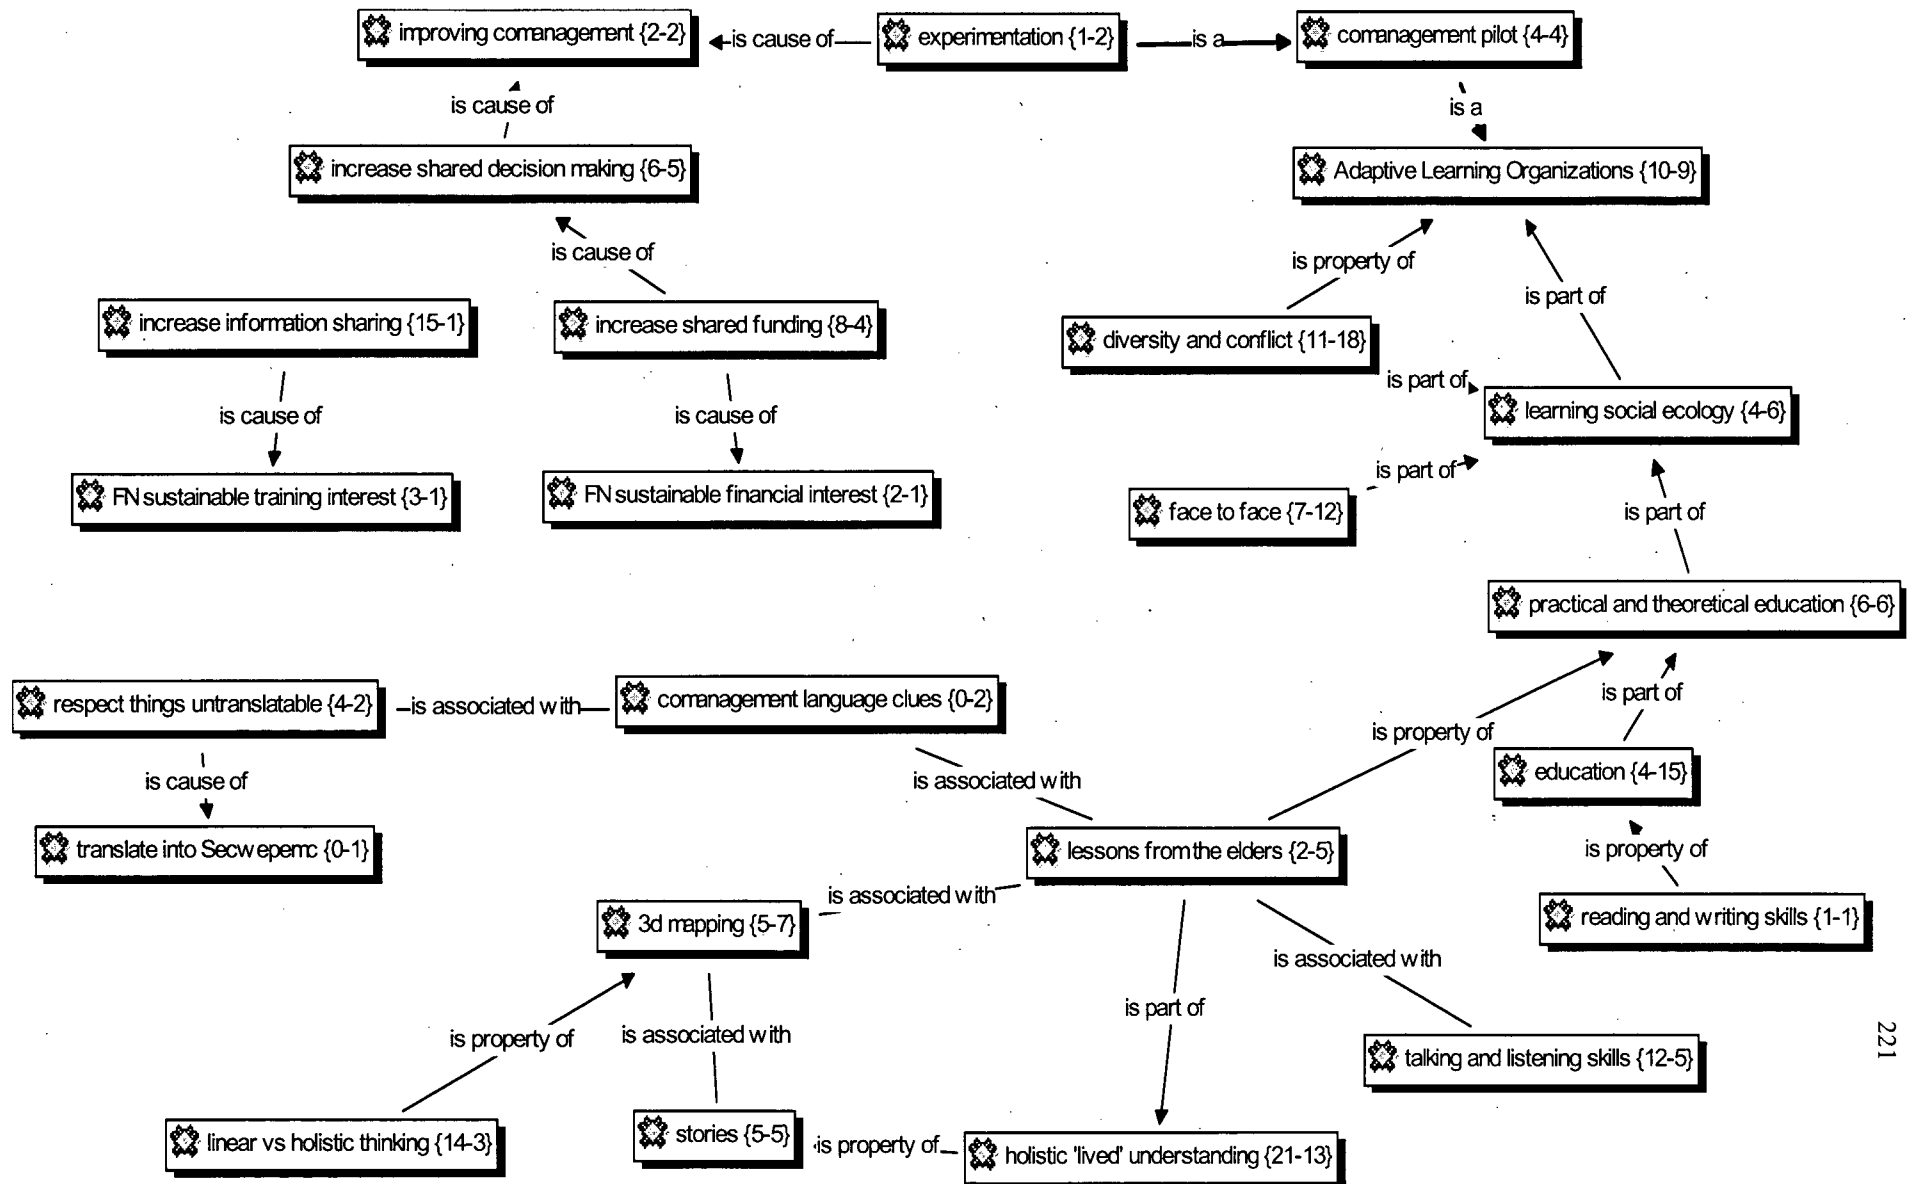 improving comanagement {2-2}
is cause of
experimentation {1-2}
is a
comanagement pilot {4-4}
is cause of
is a
increase shared decision making {6-5}
Adaptive Learning Organizations {10-9}
is cause of
is property of
is part of
increase information sharing {15-1}
increase shared funding {8-4}
diversity and conflict {11-18}
is part of
learning social ecology {4-6}
is cause of
is cause of
is part of
FN sustainable training interest {3-1}
FN sustainable financial interest {2-1}
face to face {7-12}
is part of
practical and theoretical education {6-6}
respect things untranslatable {4-2}
is associated with
comanagement language clues {0-2}
is part of
is property of
is cause of
is associated with
education {4-15}
translate into Secwepemc {0-1}
lessons from the elders {2-5}
is property of
is associated with
3d mapping {5-7}
reading and writing skills {1-1}
is associated with
is part of
is property of
is associated with
221
talking and listening skills {12-5}
linear vs holistic thinking {14-3}
stories {5-5}
is property of
holistic 'lived' understanding {21-13}